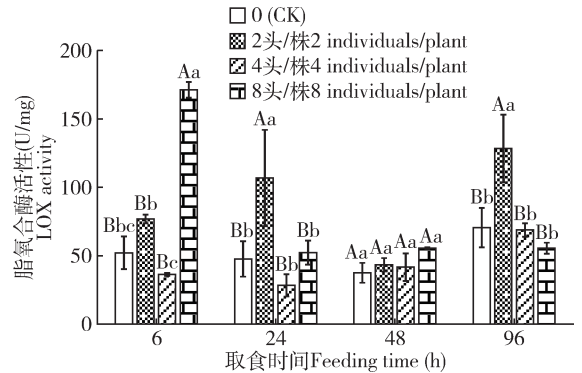 0 (CK)
2头/株2 individuals/plant
4头/株4 individuals/plant
8头/株8 individuals/plant
脂氧合酶活性(U/mg)
LOX activity
200
150
100
50
0
Bbc
Bb
Bc
Aa
Bb
Aa
Bb
Bb
Aa
Aa
Aa
Aa
Bb
Aa
Bb
Bb
6
24
48
96
取食时间Feeding time (h)